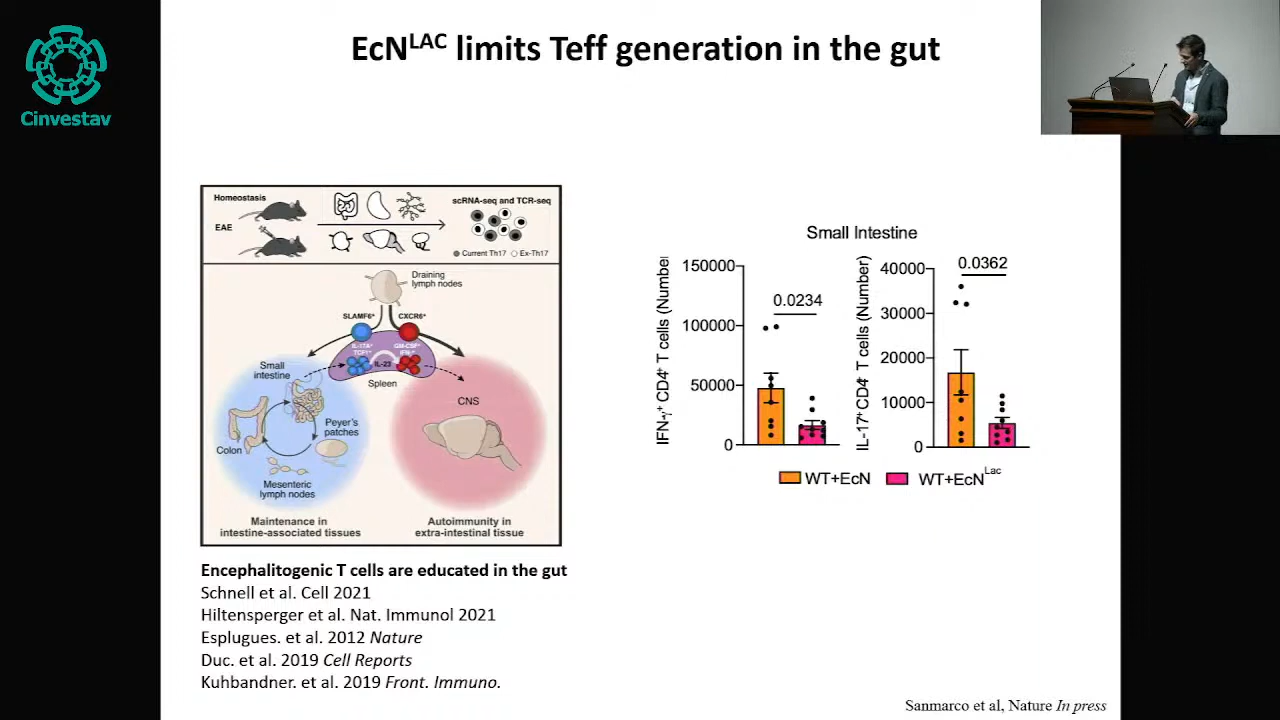 EcN^LAC limits Teff generation in the gut
Cinvestav
Homeostasis
EAE
scRNA-seq and TCR-seq
Current Th17 Ex-Th17
Draining
lymph nodes
SLAMF6⁺ CXCR6⁺
IL-17A⁺
TCF1⁺
GM-CSF⁺
IFN-γ⁺
IL-23
Spleen
Small
intestine
Colon
Peyer's
patches
Mesenteric
lymph nodes
CNS
Maintenance in
intestine-associated tissues
Autoimmunity in
extra-intestinal tissue
Encephalitogenic T cells are educated in the gut
Schnell et al. Cell 2021
Hiltensperger et al. Nat. Immunol 2021
Esplugues. et al. 2012 Nature
Duc. et al. 2019 Cell Reports
Kuhbandner. et al. 2019 Front. Immuno.
Small Intestine
IFN-γ⁺ CD4⁺ T cells (Number
150000
100000
50000
0
0.0234
IL-17⁺ CD4⁺ T cells (Number)
40000
30000
20000
10000
0
0.0362
WT+EcN WT+EcN^Lac
Sanmarco et al, Nature In press